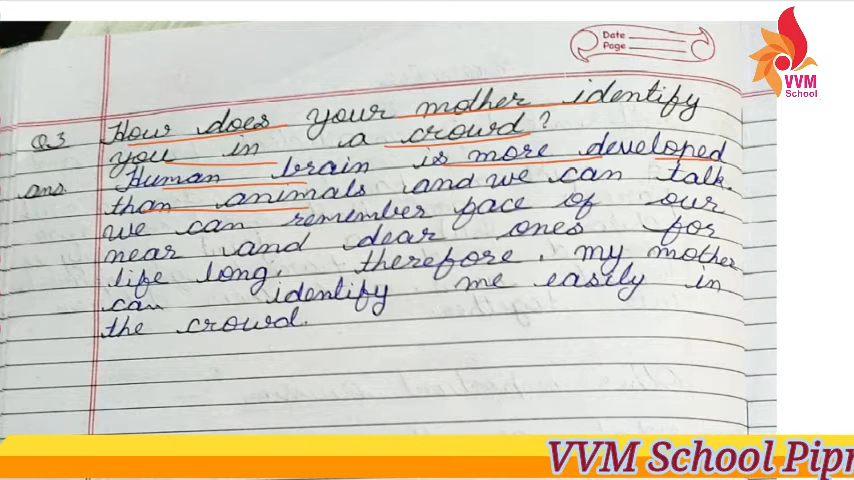 Date
Page
VVM
School
Q3 How does your mother identify
you in a crowd?
ans Human brain is more developed
than animals and we can talk.
we can remember face of our
near and dear ones for
life long. therefore, my mother
can identify me easily in
the crowd.
VVM School Pipr